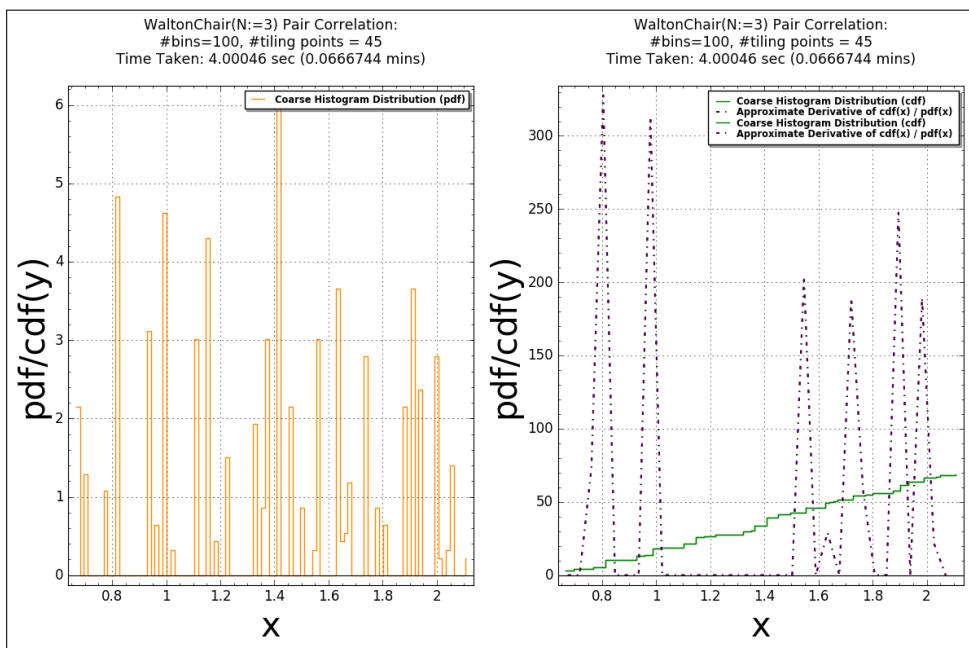 WaltonChair(N:=3) Pair Correlation:
#bins=100, #tiling points = 45
Time Taken: 4.00046 sec (0.0666744 mins)
Coarse Histogram Distribution (pdf)
6
5
4
3
2
1
0
pdf/cdf(y)
0.8 1 1.2 1.4 1.6 1.8 2
x
WaltonChair(N:=3) Pair Correlation:
#bins=100, #tiling points = 45
Time Taken: 4.00046 sec (0.0666744 mins)
Coarse Histogram Distribution (cdf)
Approximate Derivative of cdf(x) / pdf(x)
Coarse Histogram Distribution (cdf)
Approximate Derivative of cdf(x) / pdf(x)
300
250
200
150
100
50
0
pdf/cdf(y)
0.8 1 1.2 1.4 1.6 1.8 2
x